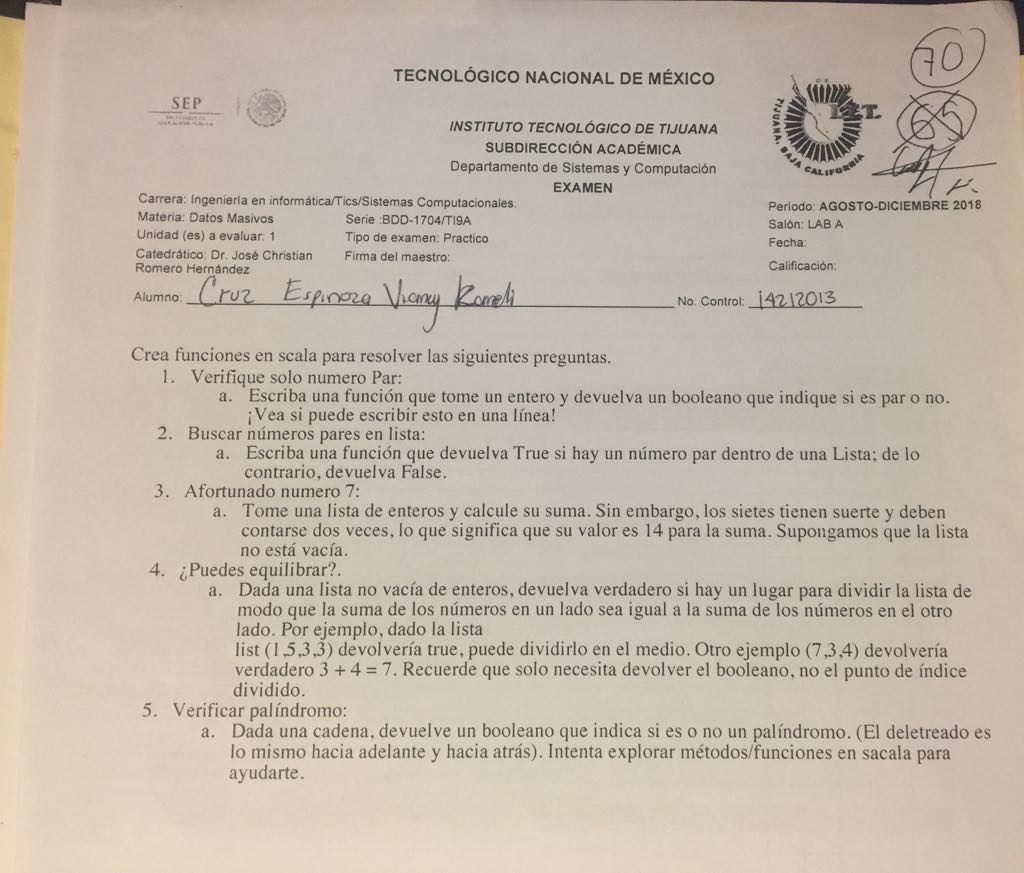 70
TECNOLÓGICO NACIONAL DE MÉXICO
SEP
65
INSTITUTO TECNOLÓGICO DE TIJUANA
TIJUANA, BAJA CALIFORNIA
SUBDIRECCIÓN ACADÉMICA
Departamento de Sistemas y Computación
EXAMEN
Carrera: Ingeniería en informática/Tics/Sistemas Computacionales.
Periodo: AGOSTO-DICIEMBRE 2018
Materia: Datos Masivos Serie :BDD-1704/TI9A
Salón: LAB A
Unidad (es) a evaluar: 1 Tipo de examen: Practico
Fecha:
Catedrático: Dr. José Christian Firma del maestro:
Romero Hernández
Calificación:
Alumno: Cruz Espinoza No. Control: 14212013
Crea funciones en scala para resolver las siguientes preguntas.
1. Verifique solo numero Par:
a. Escriba una función que tome un entero y devuelva un booleano que indique si es par o no.
¡Vea si puede escribir esto en una línea!
2. Buscar números pares en lista:
a. Escriba una función que devuelva True si hay un número par dentro de una Lista; de lo
contrario, devuelva False.
3. Afortunado numero 7:
a. Tome una lista de enteros y calcule su suma. Sin embargo, los sietes tienen suerte y deben
contarse dos veces, lo que significa que su valor es 14 para la suma. Supongamos que la lista
no está vacía.
4. ¿Puedes equilibrar?.
a. Dada una lista no vacía de enteros, devuelva verdadero si hay un lugar para dividir la lista de
modo que la suma de los números en un lado sea igual a la suma de los números en el otro
lado. Por ejemplo, dado la lista
list (1,5,3,3) devolvería true, puede dividirlo en el medio. Otro ejemplo (7,3,4) devolvería
verdadero 3 + 4 = 7. Recuerde que solo necesita devolver el booleano, no el punto de índice
dividido.
5. Verificar palíndromo:
a. Dada una cadena, devuelve un booleano que indica si es o no un palíndromo. (El deletreado es
lo mismo hacia adelante y hacia atrás). Intenta explorar métodos/funciones en sacala para
ayudarte.